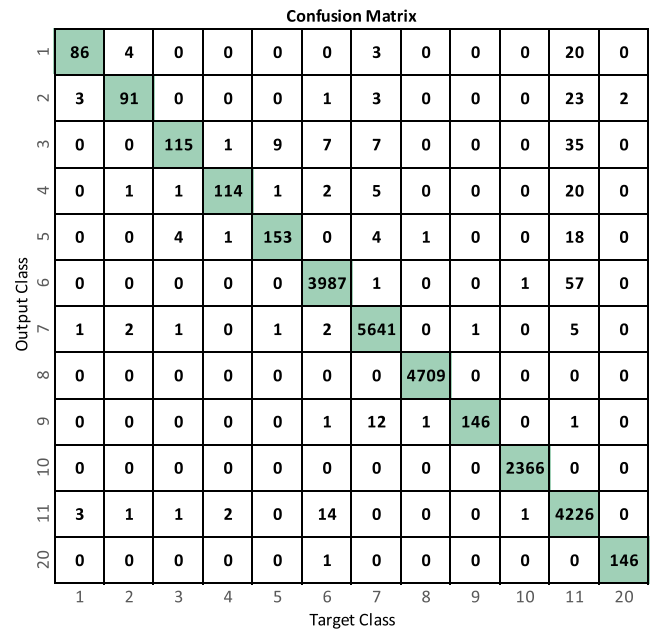 Confusion Matrix
1 86 4 0 0 0 0 3 0 0 0 20 0
2 3 91 0 0 0 1 3 0 0 0 23 2
3 0 0 115 1 9 7 7 0 0 0 35 0
4 0 1 1 114 1 2 5 0 0 0 20 0
5 0 0 4 1 153 0 4 1 0 0 18 0
6 0 0 0 0 0 3987 1 0 0 1 57 0
7 1 2 1 0 1 2 5641 0 1 0 5 0
8 0 0 0 0 0 0 0 4709 0 0 0 0
9 0 0 0 0 0 1 12 1 146 0 1 0
10 0 0 0 0 0 0 0 0 0 2366 0 0
11 3 1 1 2 0 14 0 0 0 1 4226 0
20 0 0 0 0 0 1 0 0 0 0 0 146
1 2 3 4 5 6 7 8 9 10 11 20
Target Class
Output Class